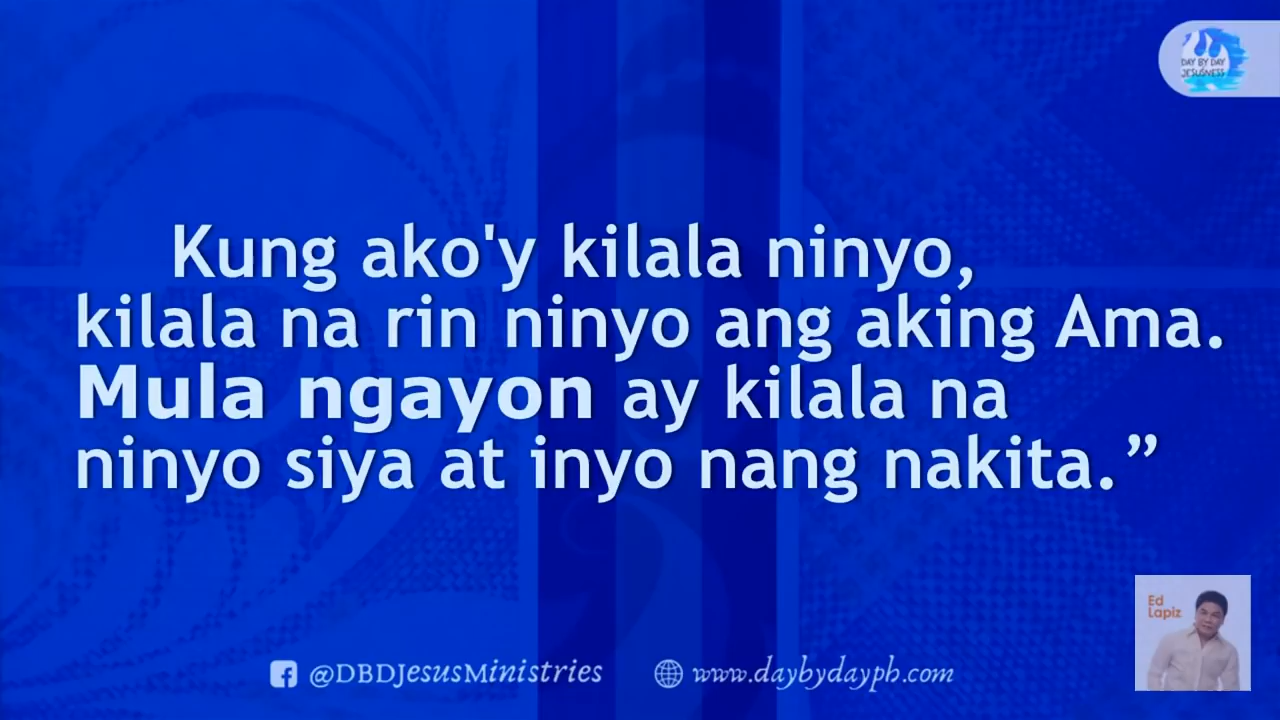 DAY BY DAY
JESUSNESS
Kung ako'y kilala ninyo,
kilala na rin ninyo ang aking Ama.
Mula ngayon ay kilala na
ninyo siya at inyo nang nakita.”
Ed
Lapiz
@DBDJesusMinistries
www.daybydayph.com